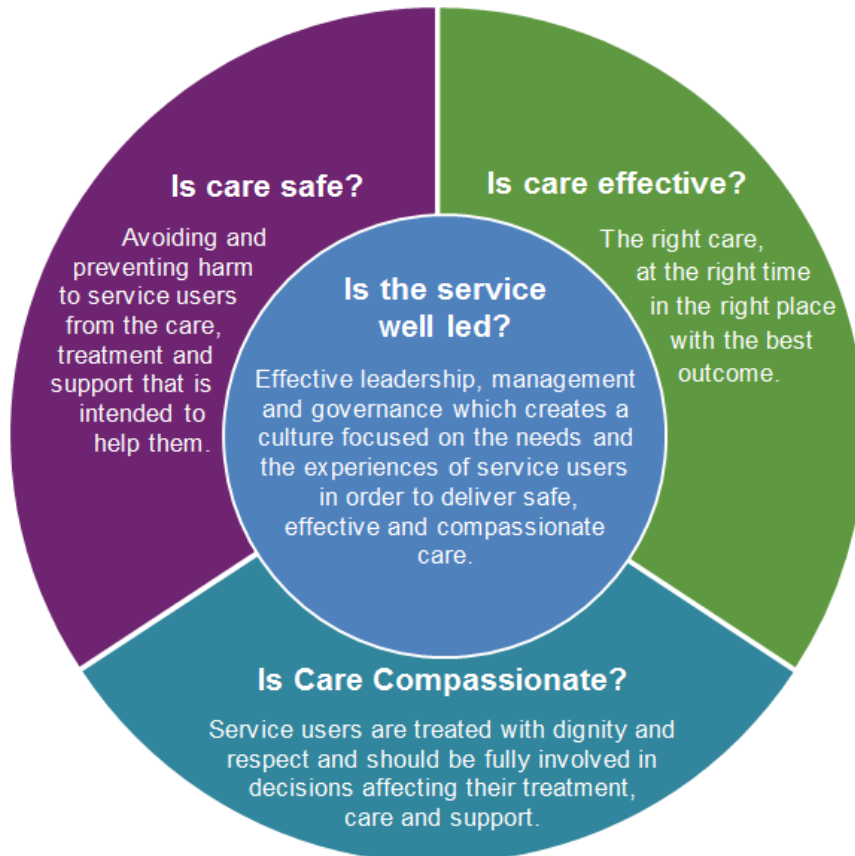 Is care safe?
Avoiding and
preventing harm
to service users
from the care,
treatment and
support that is
intended to
help them.
Is care effective?
The right care,
at the right time
in the right place
with the best
outcome.
Is the service
well led?
Effective leadership, management
and governance which creates a
culture focused on the needs and
the experiences of service users
in order to deliver safe,
effective and compassionate
care.
Is Care Compassionate?
Service users are treated with dignity and
respect and should be fully involved in
decisions affecting their treatment,
care and support.